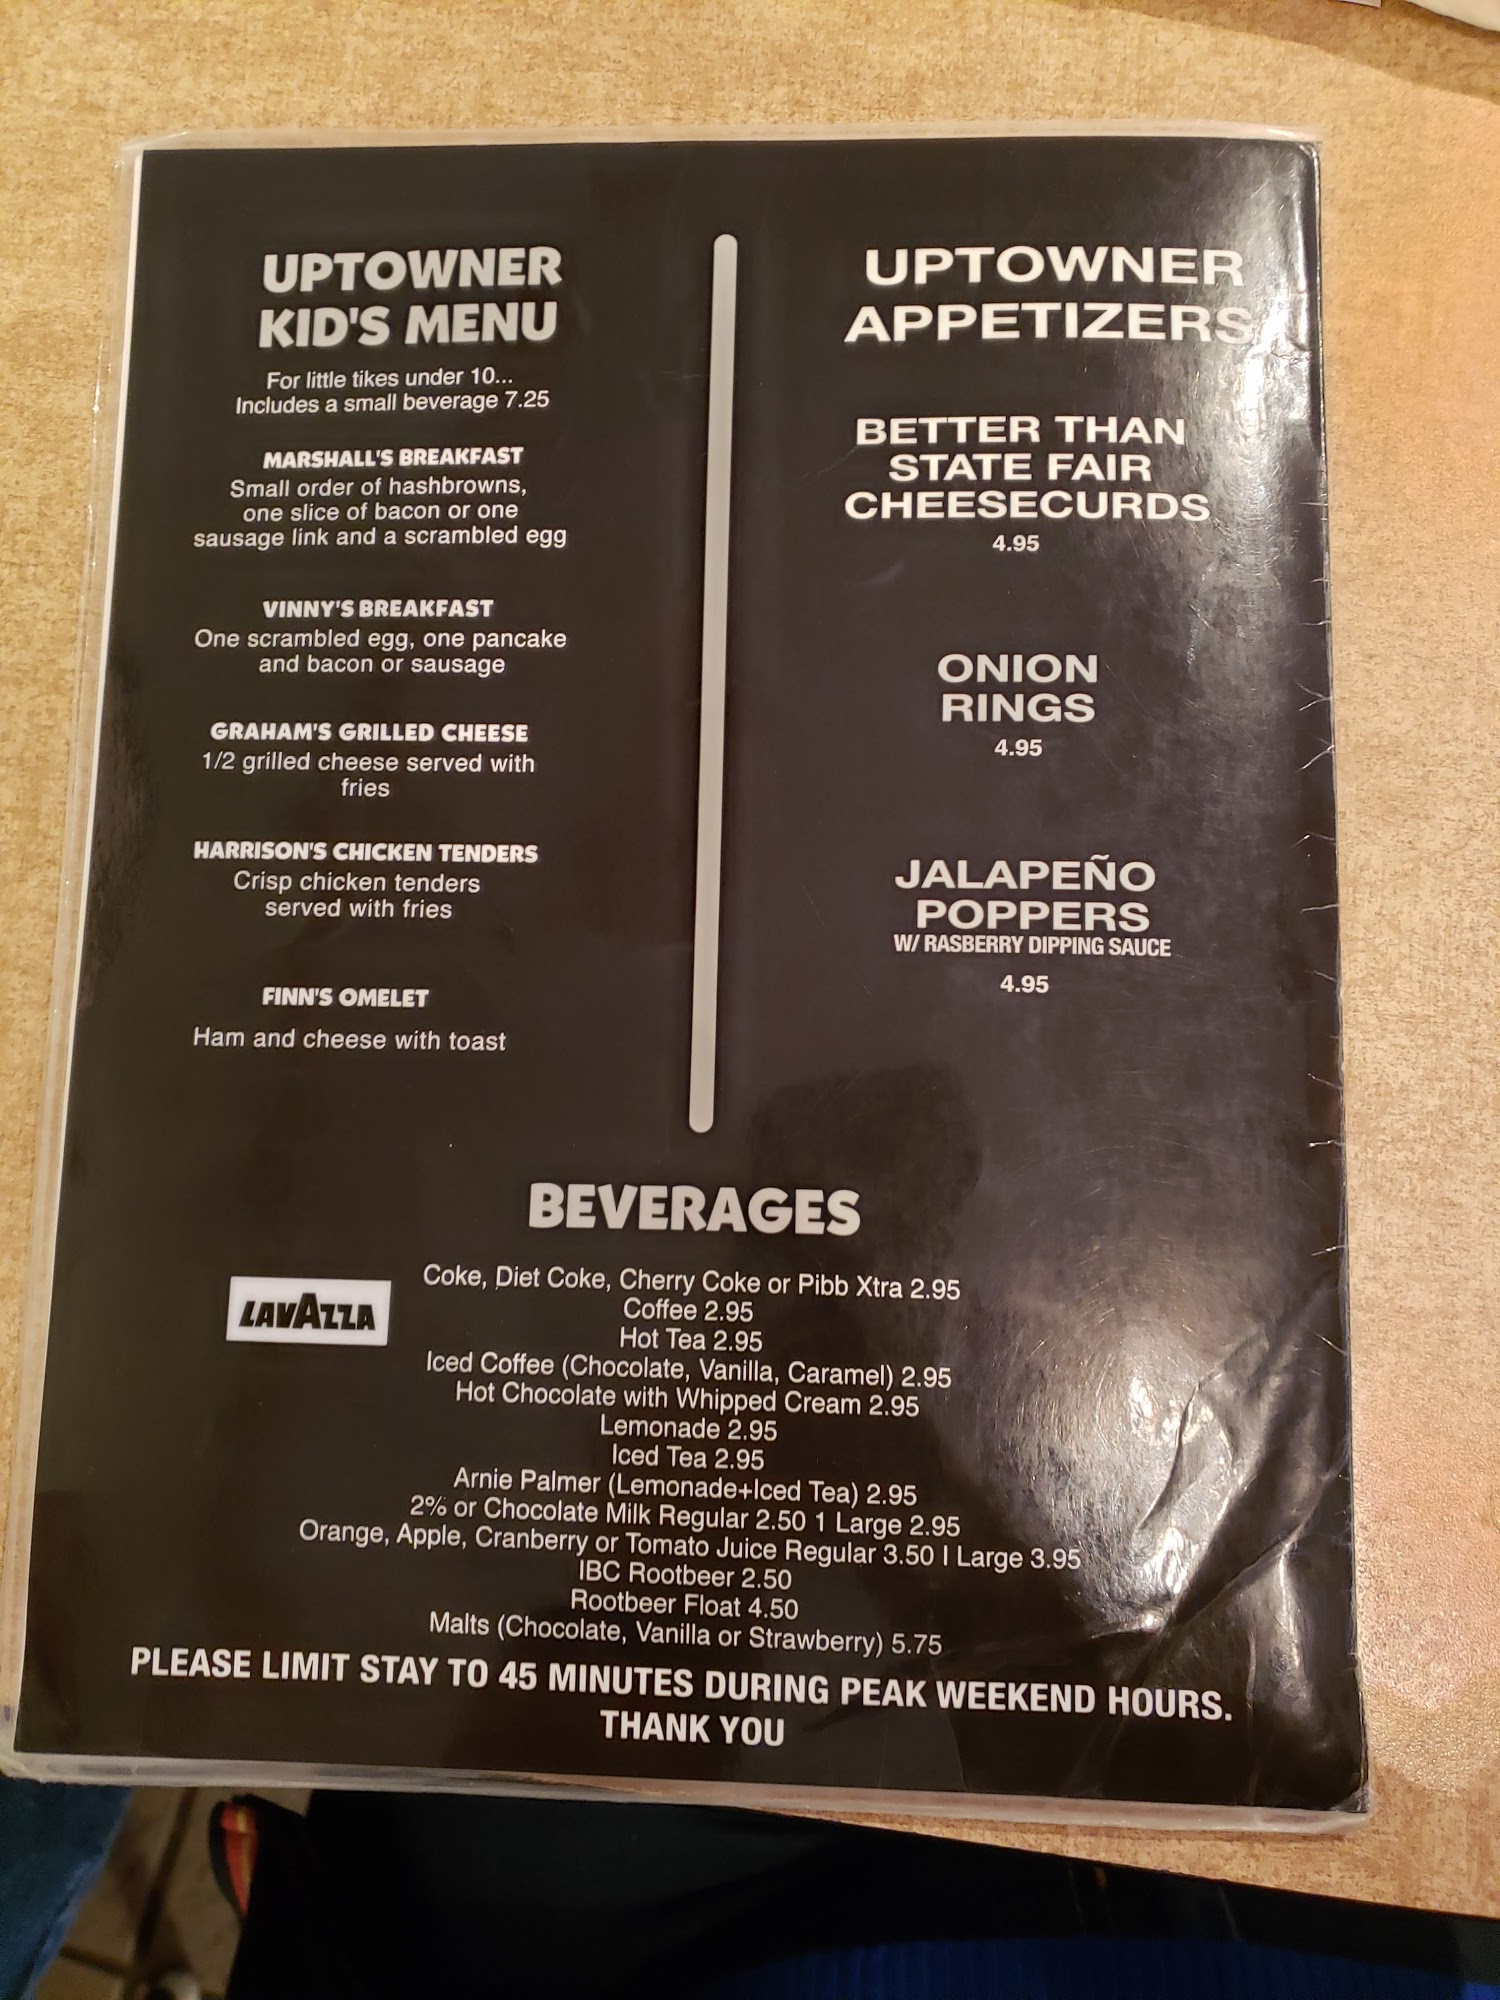 UPTOWNER
KID'S MENU
For little tikes under 10...
Includes a small beverage 7.25
MARSHALL'S BREAKFAST
Small order of hashbrowns,
one slice of bacon or one
sausage link and a scrambled egg
VINNY'S BREAKFAST
One scrambled egg, one pancake
and bacon or sausage
GRAHAM'S GRILLED CHEESE
1/2 grilled cheese served with
fries
HARRISON'S CHICKEN TENDERS
Crisp chicken tenders
served with fries
FINN'S OMELET
Ham and cheese with toast
UPTOWNER
APPETIZERS
BETTER THAN
STATE FAIR
CHEESECURDS
4.95
ONION
RINGS
4.95
JALAPEÑO
POPPERS
W/ RASBERRY DIPPING SAUCE
4.95
BEVERAGES
LAVAZZA
Coke, Diet Coke, Cherry Coke or Pibb Xtra 2.95
Coffee 2.95
Hot Tea 2.95
Iced Coffee (Chocolate, Vanilla, Caramel) 2.95
Hot Chocolate with Whipped Cream 2.95
Lemonade 2.95
Iced Tea 2.95
Arnie Palmer (Lemonade+Iced Tea) 2.95
2% or Chocolate Milk Regular 2.50 1 Large 2.95
Orange, Apple, Cranberry or Tomato Juice Regular 3.50 I Large 3.95
IBC Rootbeer 2.50
Rootbeer Float 4.50
Malts (Chocolate, Vanilla or Strawberry) 5.75
PLEASE LIMIT STAY TO 45 MINUTES DURING PEAK WEEKEND HOURS.
THANK YOU